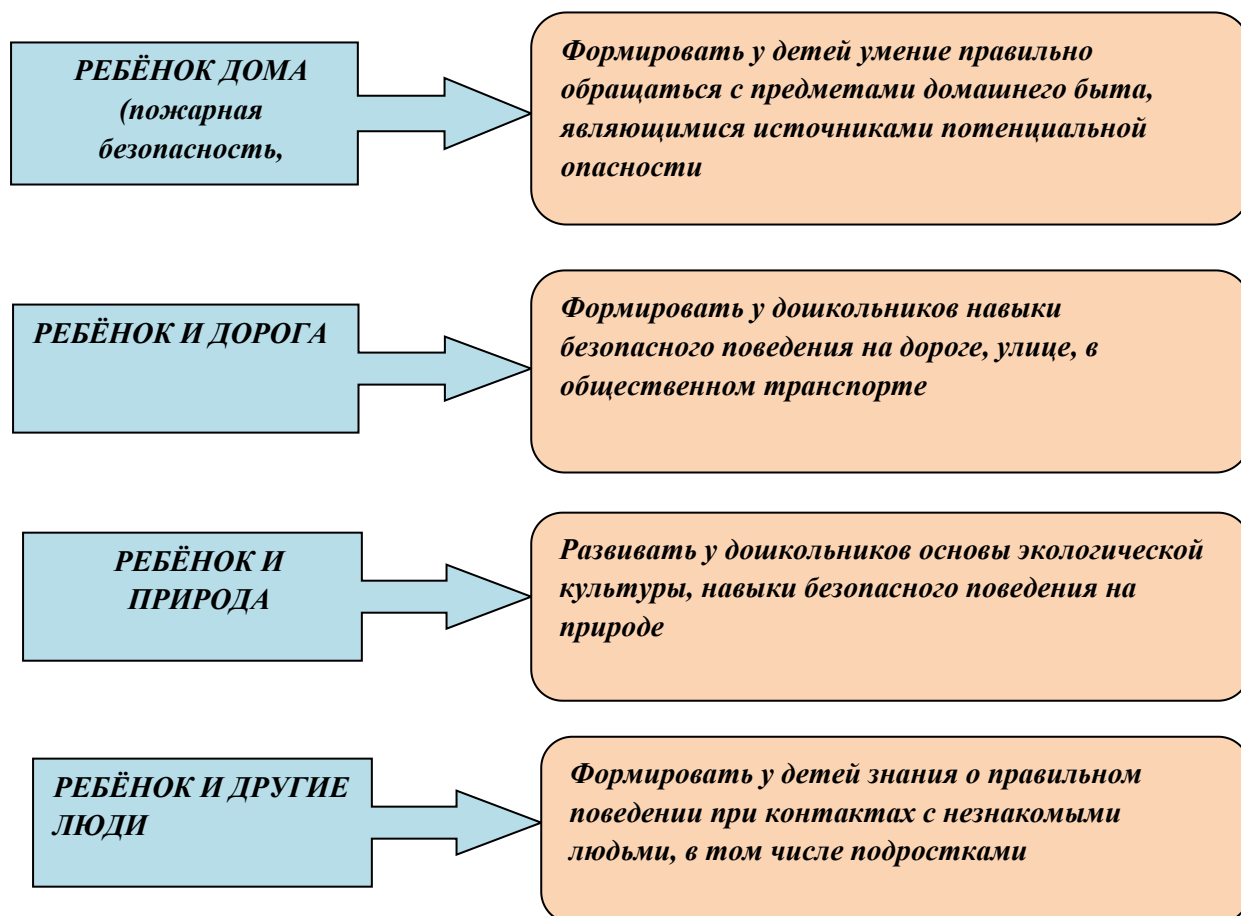 РЕБЁНОК ДОМА
(пожарная
безопасность,
Формировать у детей умение правильно
обращаться с предметами домашнего быта,
являющимися источниками потенциальной
опасности
РЕБЁНОК И ДОРОГА
Формировать у дошкольников навыки
безопасного поведения на дороге, улице, в
общественном транспорте
РЕБЁНОК И
ПРИРОДА
Развивать у дошкольников основы экологической
культуры, навыки безопасного поведения на
природе
РЕБЁНОК И ДРУГИЕ
ЛЮДИ
Формировать у детей знания о правильном
поведении при контактах с незнакомыми
людьми, в том числе подростками